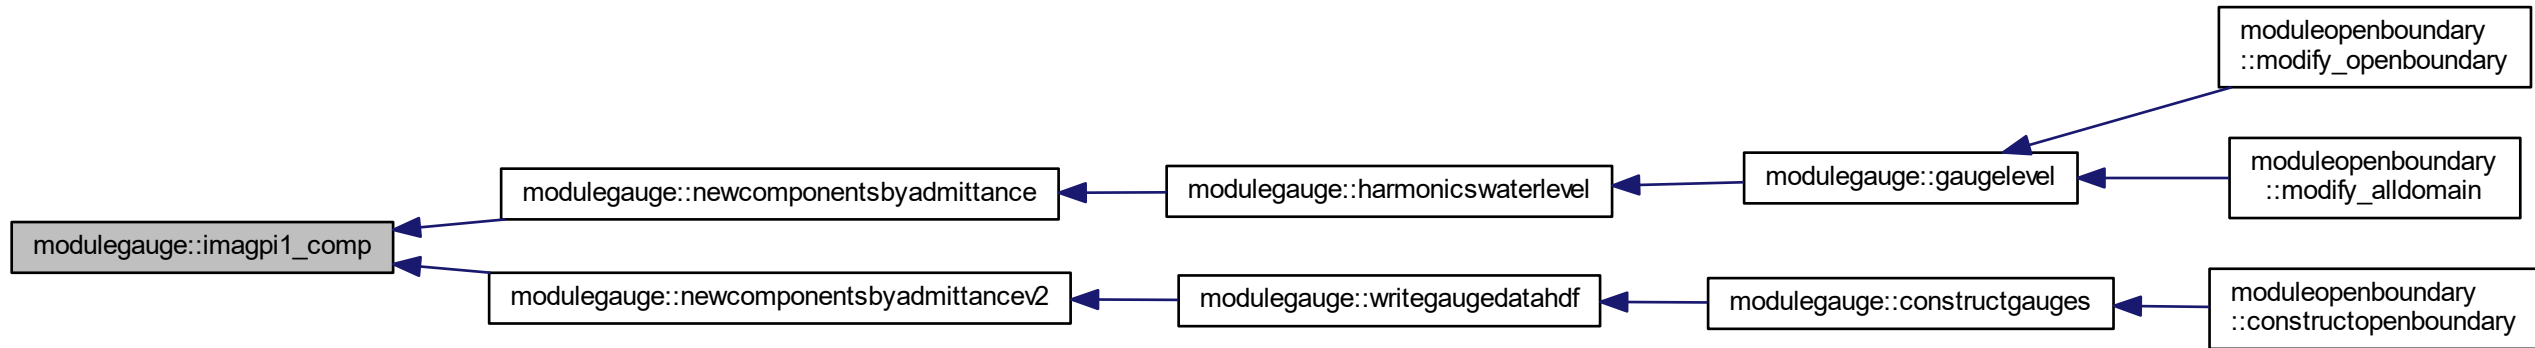 modulegauge::imagpi1_comp
modulegauge::newcomponentsbyadmittance
modulegauge::harmonicswaterlevel
modulegauge::gaugelevel
moduleopenboundary
::modify_openboundary
moduleopenboundary
::modify_alldomain
modulegauge::newcomponentsbyadmittancev2
modulegauge::writegaugedatahdf
modulegauge::constructgauges
moduleopenboundary
::constructopenboundary